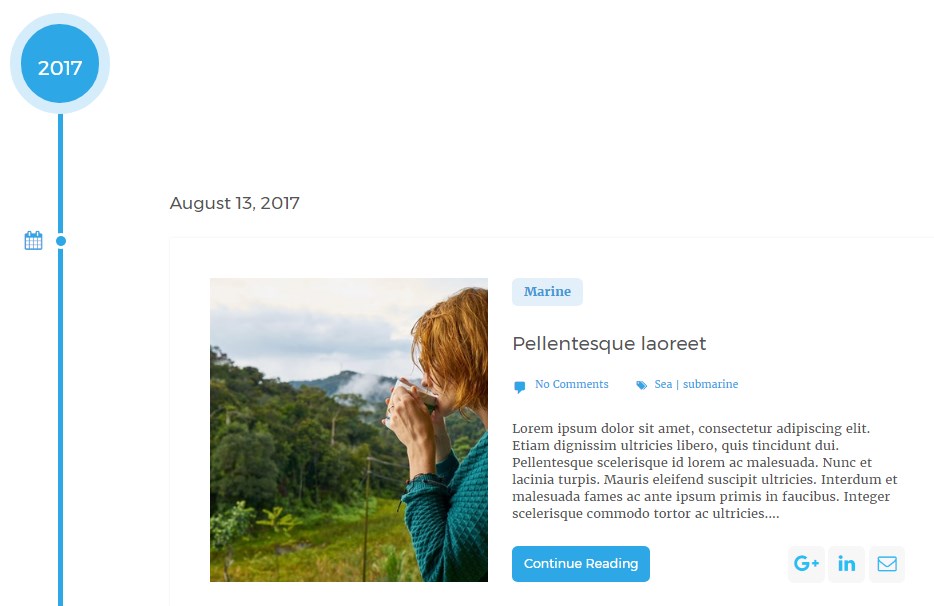 2017
August 13, 2017
Marine
Pellentesque laoreet
No Comments Sea | submarine
Lorem ipsum dolor sit amet, consectetur adipiscing elit.
Etiam dignissim ultricies libero, quis tincidunt dui.
Pellentesque scelerisque id lorem ac malesuada. Nunc et
lacinia turpis. Mauris eleifend suscipit ultricies. Interdum et
malesuada fames ac ante ipsum primis in faucibus. Integer
scelerisque commodo tortor ac ultricies....
Continue Reading G+ in